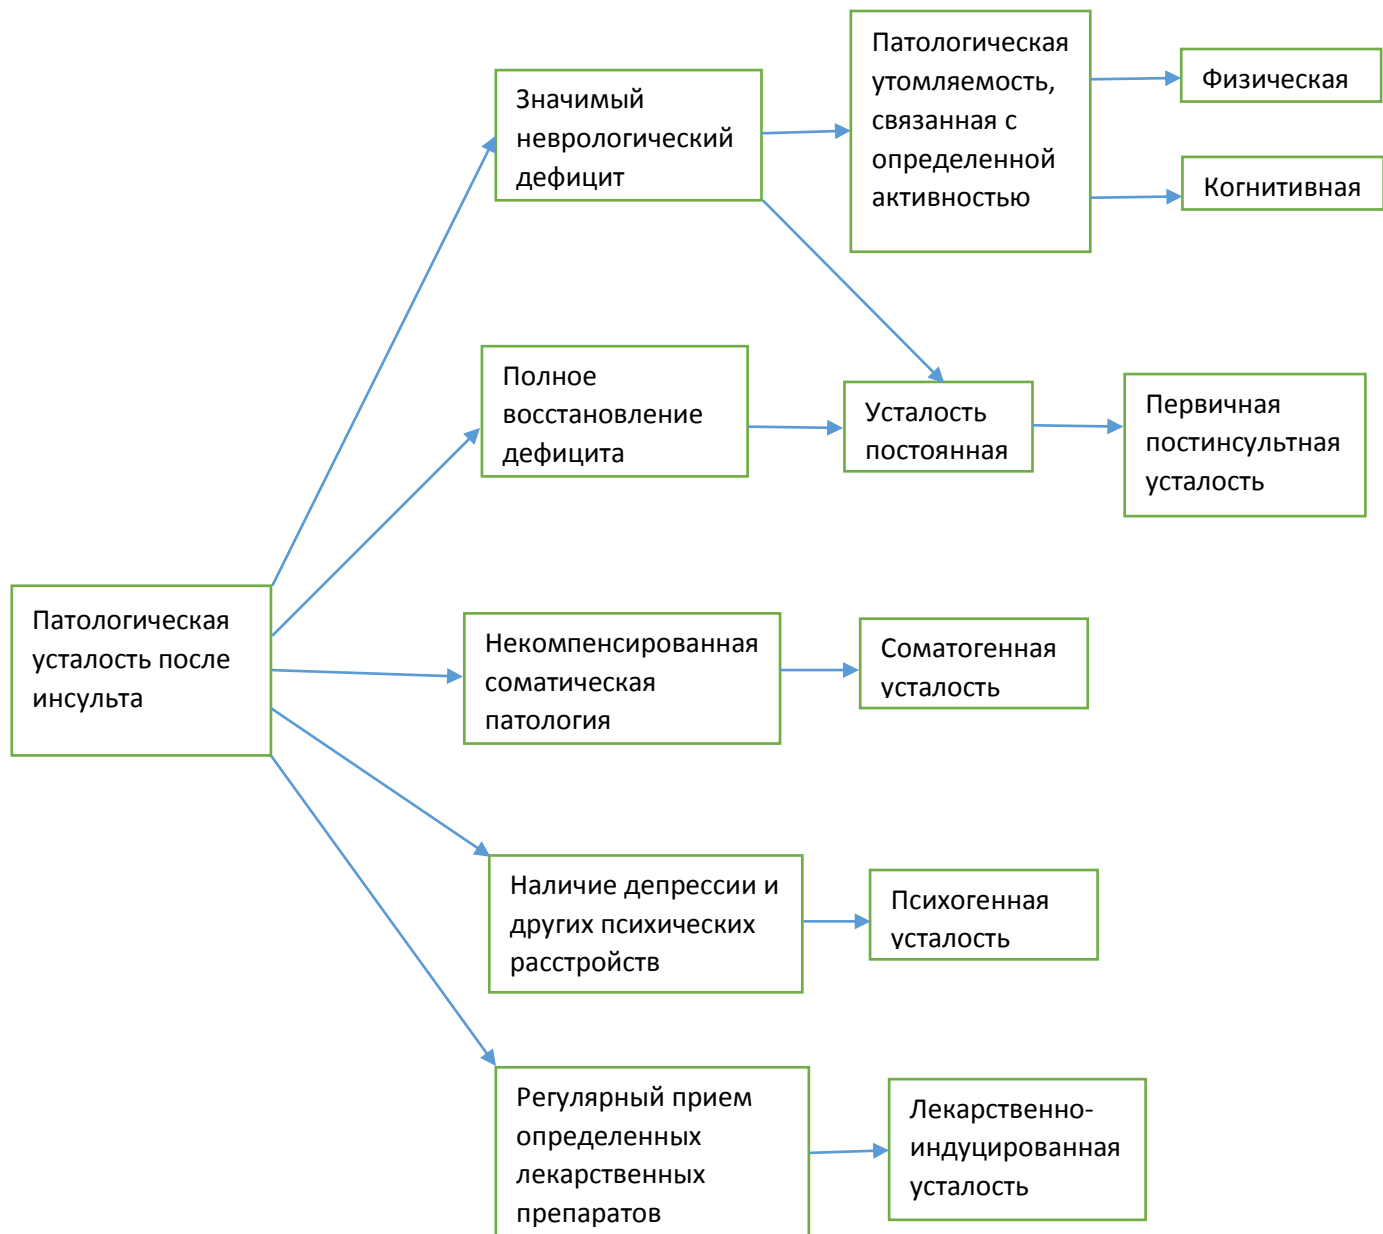 Патологическая
утомляемость,
связанная с
определенной
активностью
Физическая
Когнитивная
Значимый
неврологический
дефицит
Полное
восстановление
дефицита
Усталость
постоянная
Первичная
постинсультная
усталость
Патологическая
усталость после
инсульта
Некомпенсированная
соматическая
патология
Соматогенная
усталость
Наличие депрессии и
других психических
расстройств
Психогенная
усталость
Регулярный прием
определенных
лекарственных
препаратов
Лекарственно-
индуцированная
усталость